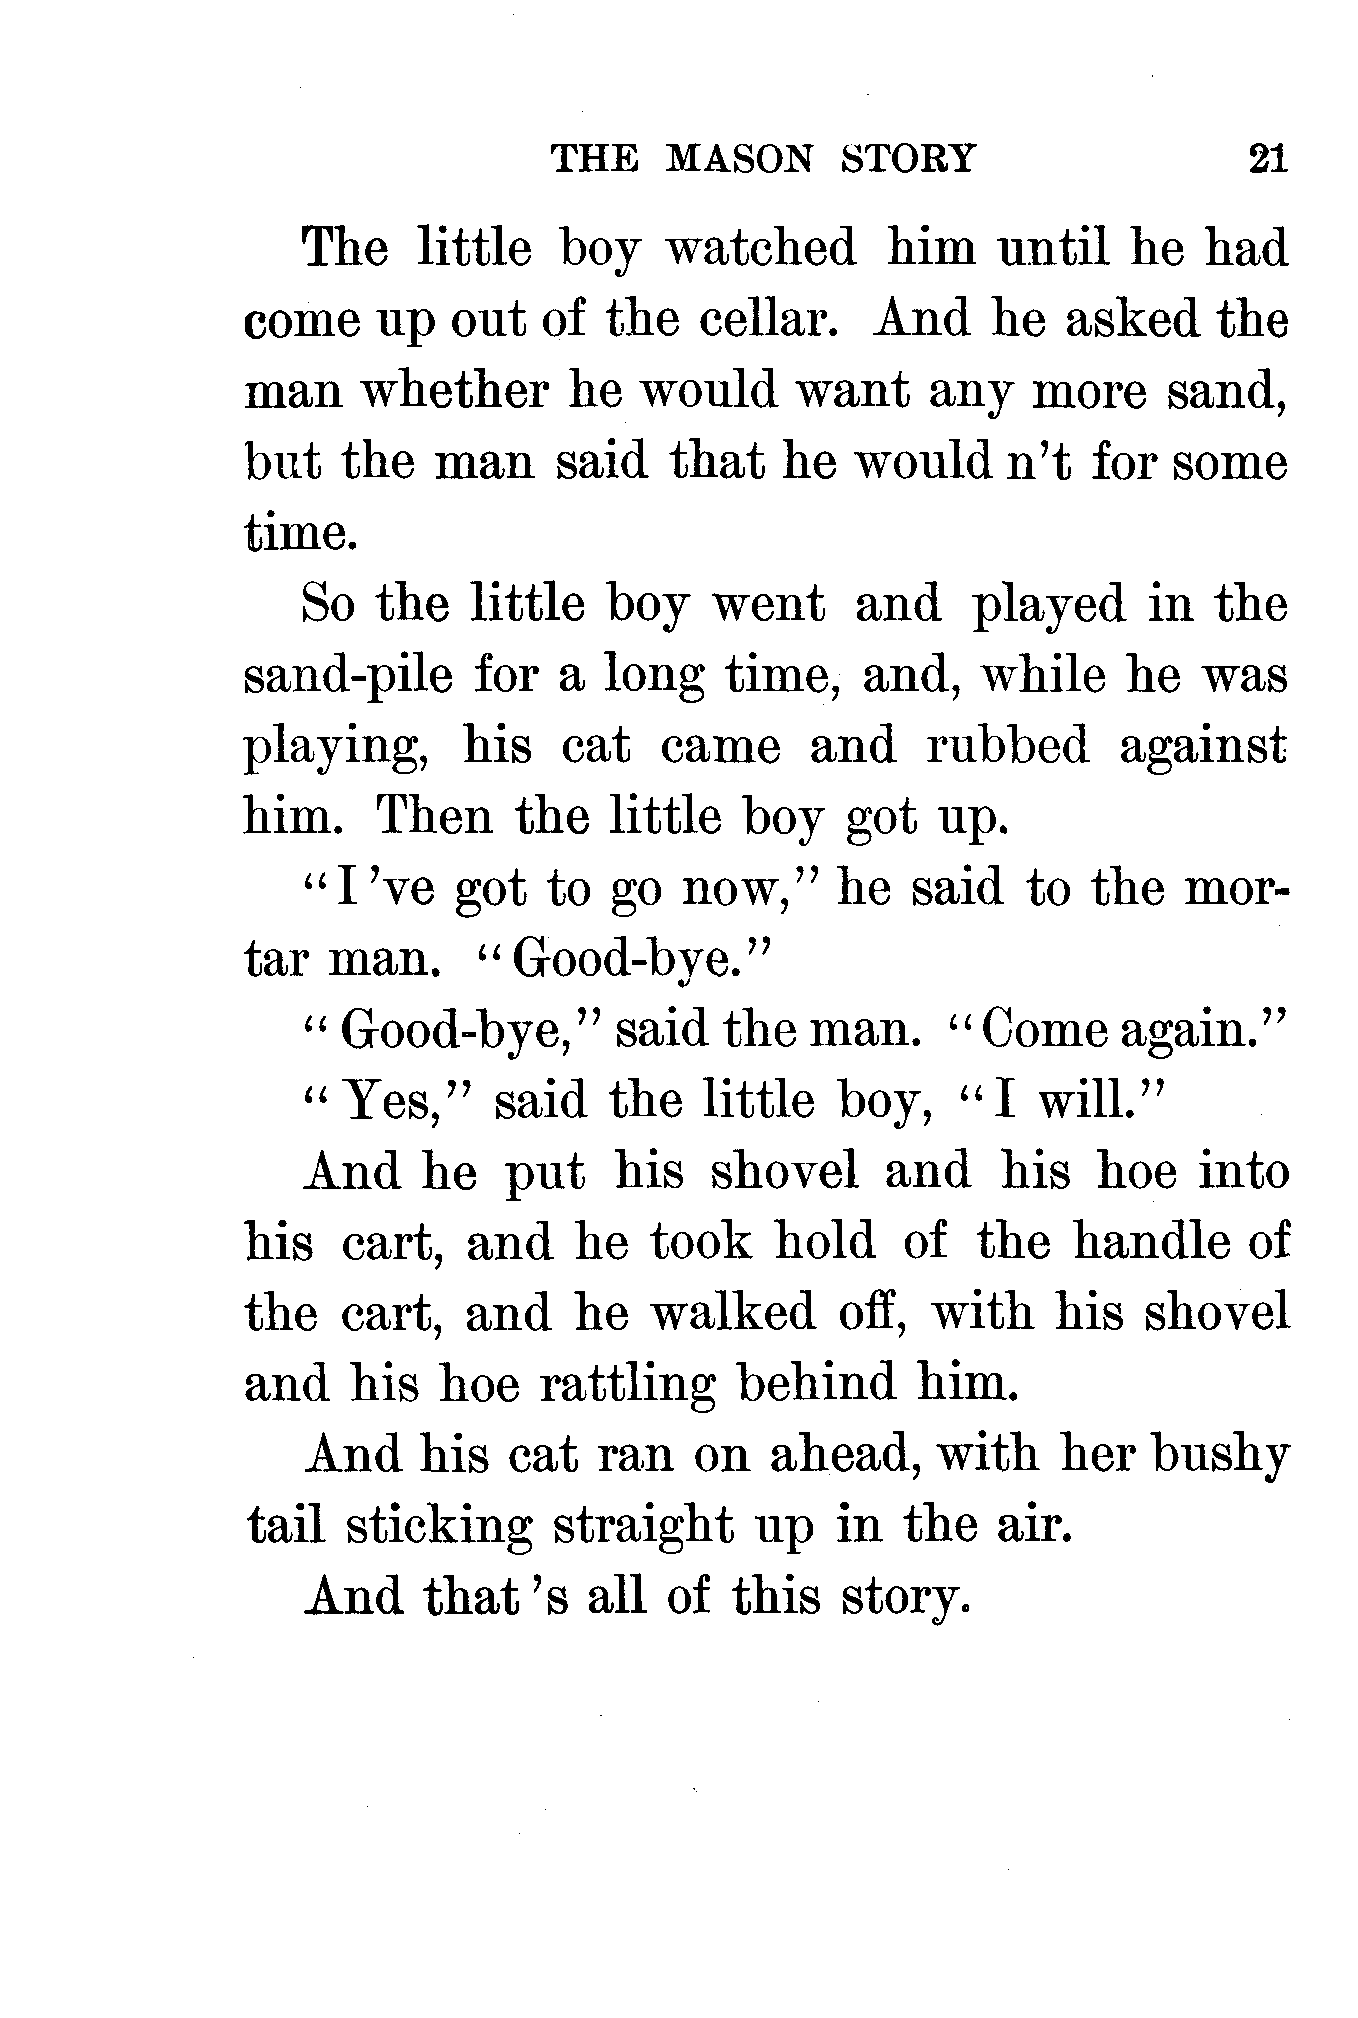 THE MASON STORY 21
The little boy watched him until he had
come up out of the cellar. And he asked the
man whether he would want any more sand,
but the man said that he would n't for some
time.
So the little boy went and played in the
sand-pile for a long time, and, while he was
playing, his cat came and rubbed against
him. Then the little boy got up.
"I 've got to go now," he said to the mor-
tar man. "Good-bye."
"Good-bye," said the man. "Come again."
"Yes," said the little boy, "I will."
And he put his shovel and his hoe into
his cart, and he took hold of the handle of
the cart, and he walked off, with his shovel
and his hoe rattling behind him.
And his cat ran on ahead, with her bushy
tail sticking straight up in the air.
And that 's all of this story.